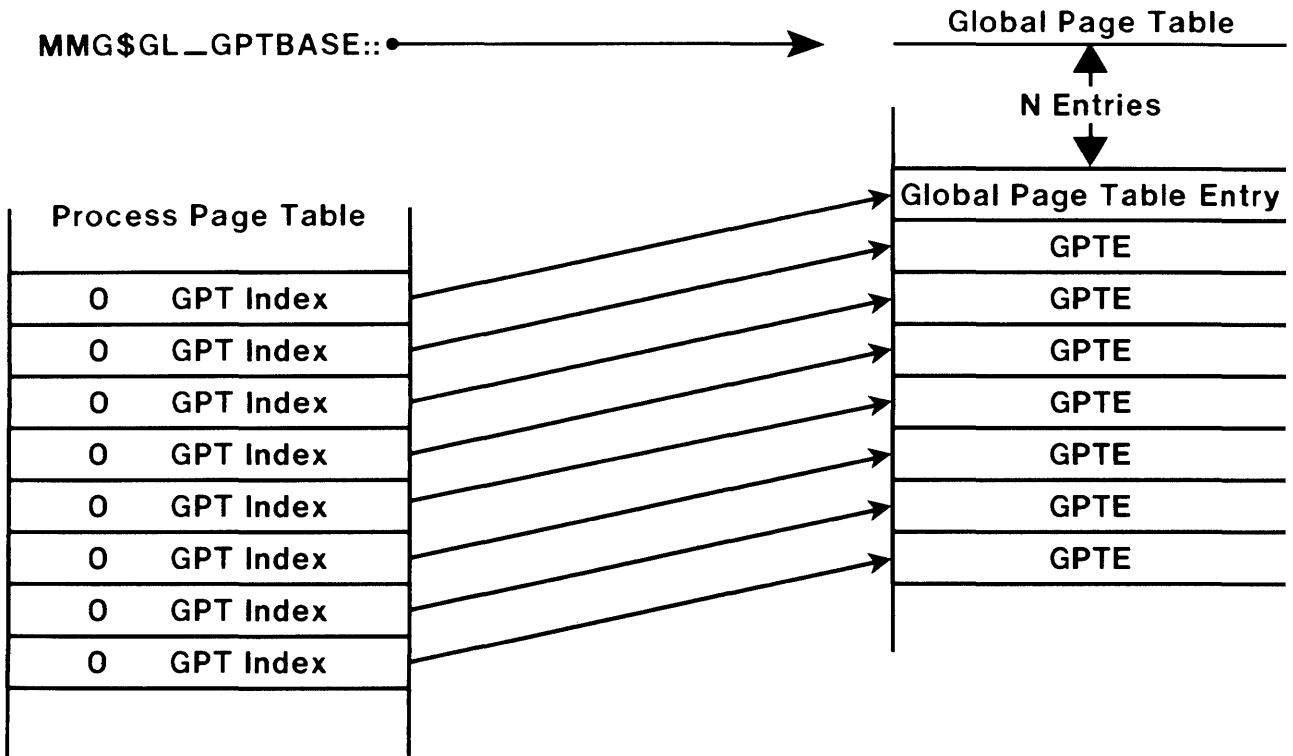 MMG$GL_GPTBASE::
Global Page Table
N Entries
Process Page Table
0 GPT Index
0 GPT Index
0 GPT Index
0 GPT Index
0 GPT Index
0 GPT Index
0 GPT Index
0 GPT Index
Global Page Table Entry
GPTE
GPTE
GPTE
GPTE
GPTE
GPTE
GPTE